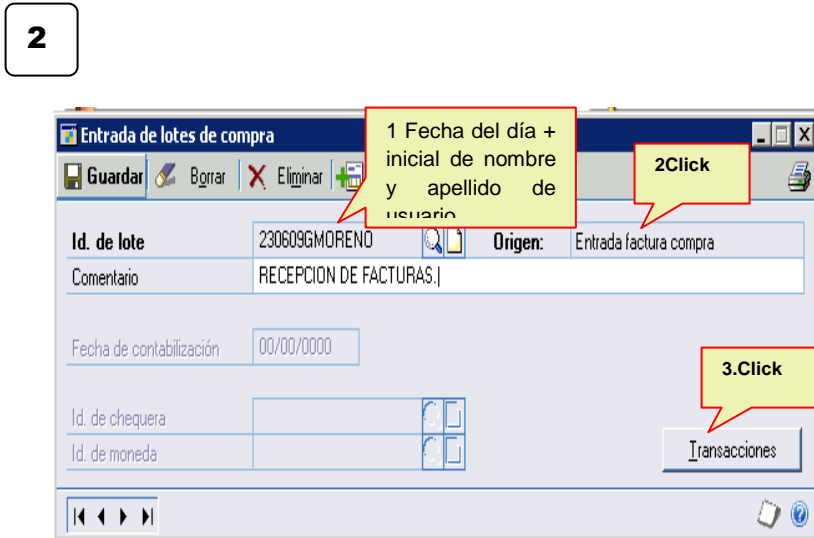 2
Entrada de lotes de compra
1 Fecha del día +
inicial de nombre
y apellido de
usuario
2Click
Guardar Borrar Eliminar
Id. de lote 230609GMORENO Origen: Entrada factura compra
Comentario RECEPCION DE FACTURAS.
Fecha de contabilización 00/00/0000
3.Click
Id. de chequera
Id. de moneda
Transacciones